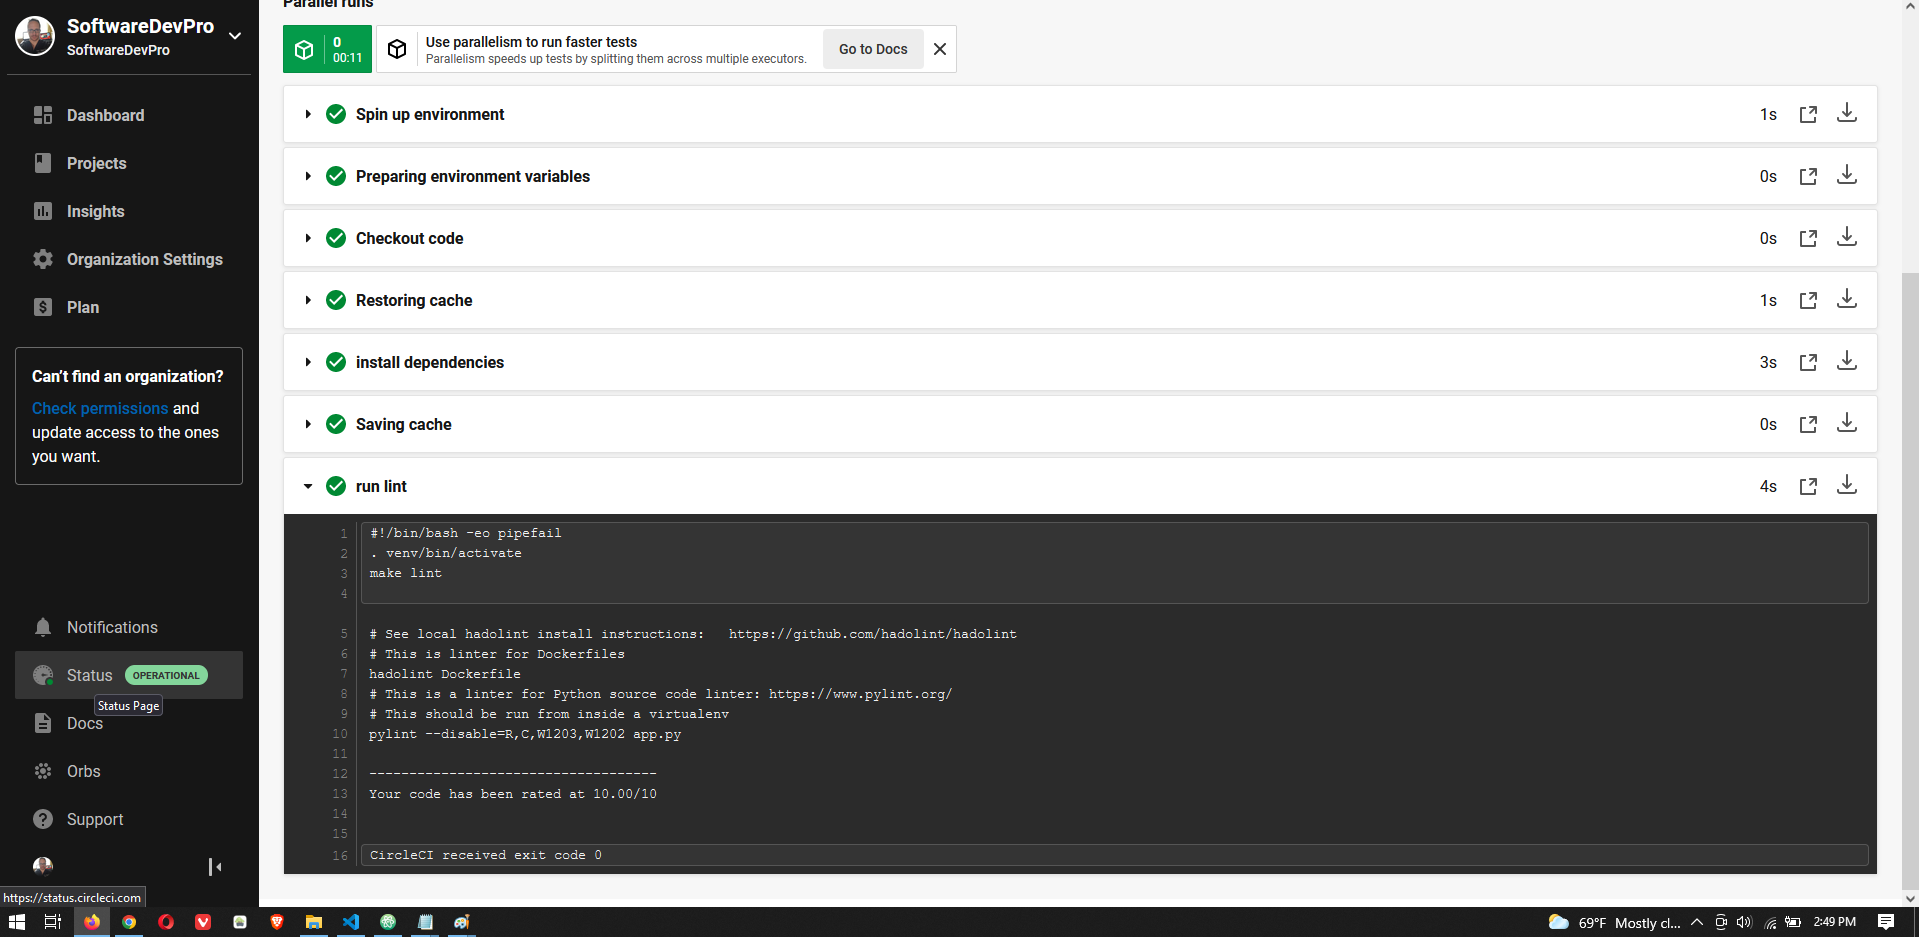 SoftwareDevPro
SoftwareDevPro
Dashboard
Projects
Insights
Organization Settings
Plan
Can't find an organization?
Check permissions and
update access to the ones
you want.
Notifications
Status OPERATIONAL
Status Page
Docs
Orbs
Support
https://status.circleci.com
Parallel runs
0
00:11
Use parallelism to run faster tests
Parallelism speeds up tests by splitting them across multiple executors.
Go to Docs
Spin up environment 1s
Preparing environment variables 0s
Checkout code 0s
Restoring cache 1s
install dependencies 3s
Saving cache 0s
run lint 4s
1 #!/bin/bash -eo pipefail
2 . venv/bin/activate
3 make lint
4
5 # See local hadolint install instructions:   https://github.com/hadolint/hadolint
6 # This is linter for Dockerfiles
7 hadolint Dockerfile
8 # This is a linter for Python source code linter: https://www.pylint.org/
9 # This should be run from inside a virtualenv
10 pylint --disable=R,C,W1203,W1202 app.py
11
12 ------------------------------------
13 Your code has been rated at 10.00/10
14
15
16 CircleCI received exit code 0
69°F Mostly cl... 2:49 PM